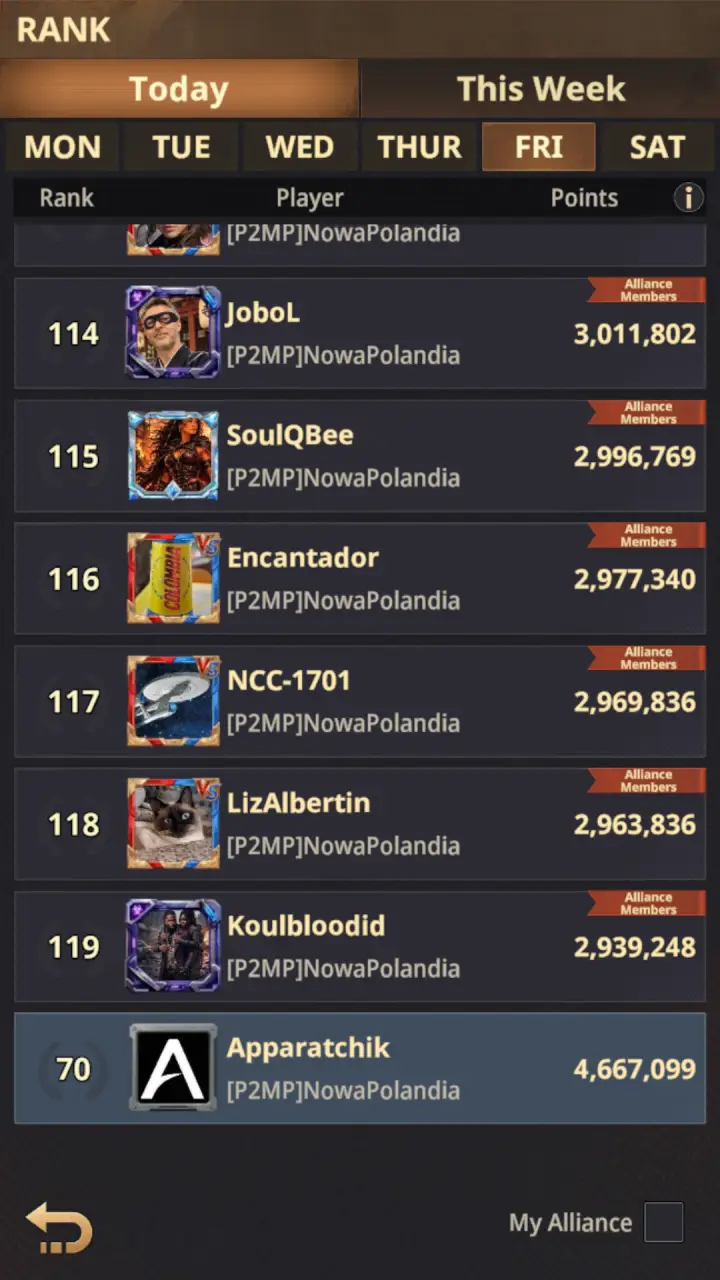 RANK
Today
This Week
MON
TUE
WED
THUR
FRI
SAT
Rank
Player
Points
i
[P2MP]NowaPolandia
114
JoboL
[P2MP]NowaPolandia
Alliance
Members
3,011,802
115
SoulQBee
[P2MP]NowaPolandia
Alliance
Members
2,996,769
116
COLOMBIA
VS
Encantador
[P2MP]NowaPolandia
Alliance
Members
2,977,340
117
VS
NCC-1701
[P2MP]NowaPolandia
Alliance
Members
2,969,836
118
VS
LizAlbertin
[P2MP]NowaPolandia
Alliance
Members
2,963,836
119
Koulbloodid
[P2MP]NowaPolandia
Alliance
Members
2,939,248
70
A
Apparatchik
[P2MP]NowaPolandia
4,667,099
My Alliance